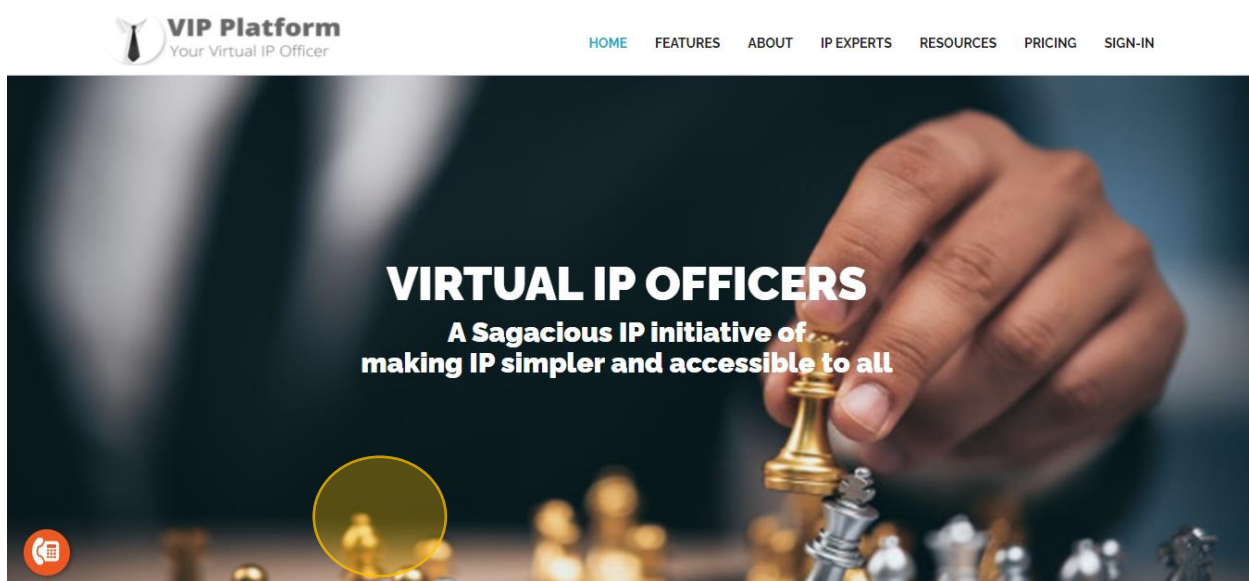 VIP Platform
Your Virtual IP Officer
HOME FEATURES ABOUT IP EXPERTS RESOURCES PRICING SIGN-IN
VIRTUAL IP OFFICERS
A Sagacious IP initiative of
making IP simpler and accessible to all